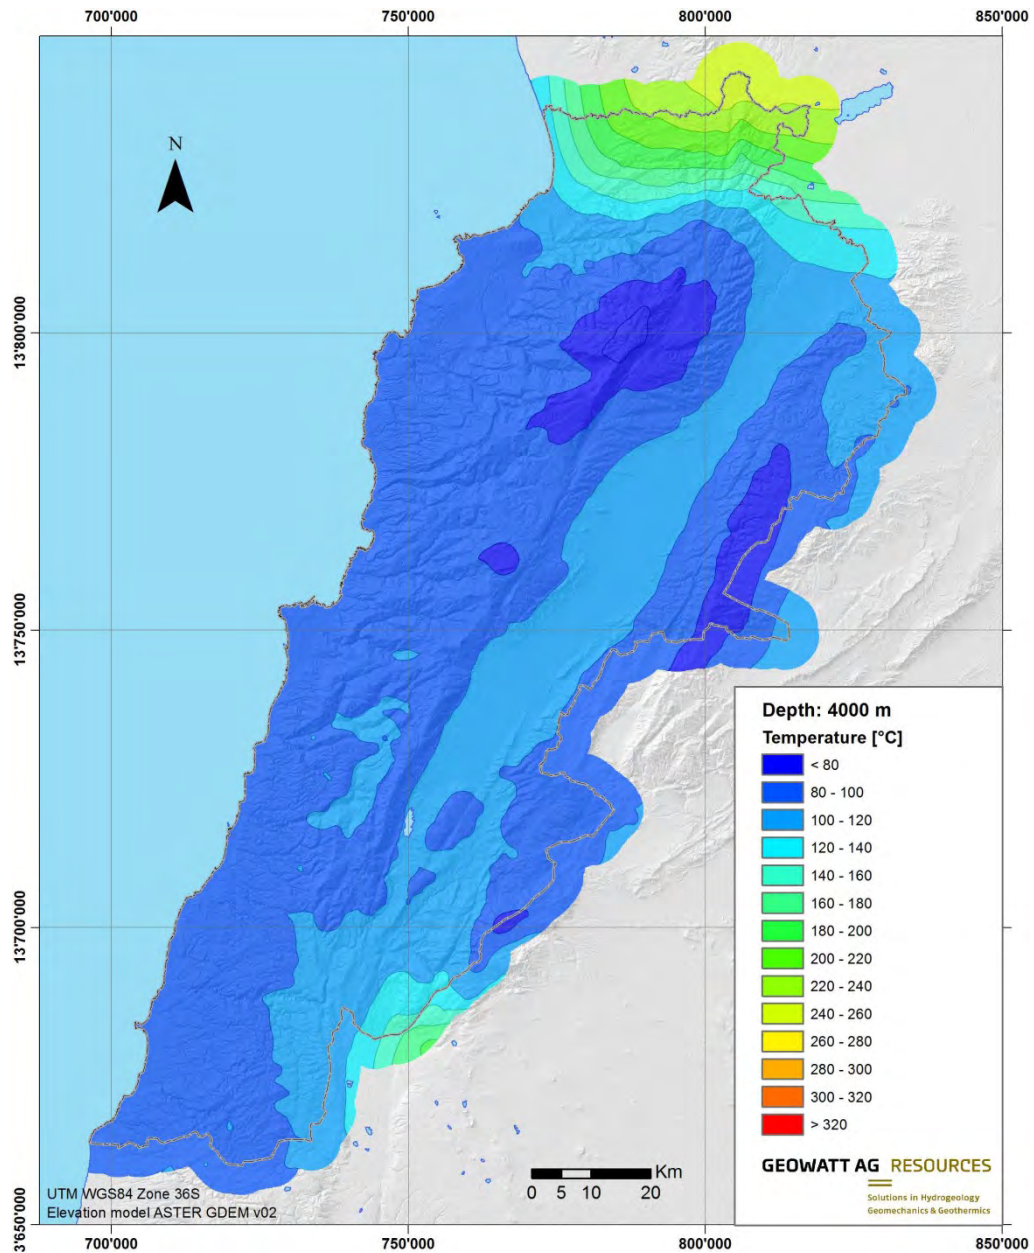 700'000
750'000
800'000
850'000
N
13'800'000
13'750'000
13'700'000
3'650'000
Depth: 4000 m
Temperature [°C]
< 80
80 - 100
100 - 120
120 - 140
140 - 160
160 - 180
180 - 200
200 - 220
220 - 240
240 - 260
260 - 280
280 - 300
300 - 320
> 320
GEOWATT AG RESOURCES
Solutions in Hydrogeology
Geomechanics & Geothermics
Km
0 5 10 20
UTM WGS84 Zone 36S
Elevation model ASTER GDEM v02
700'000
750'000
800'000
850'000